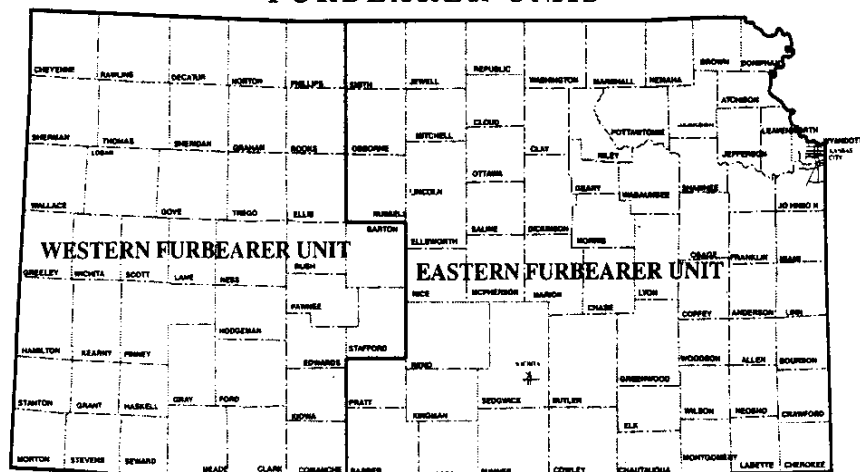 FURBEARER UNITS
CHEYENNE RAWLINS DECATUR NORTON PHILLIPS SMITH JEWELL REPUBLIC WASHINGTON MARSHALL NEMAHA BROWN DONIPHAN
ATCHISON
SHERMAN THOMAS SHERIDAN GRAHAM ROOKS OSBORNE MITCHELL CLOUD CLAY RILEY POTTAWATOMIE JACKSON JEFFERSON LEAVENWORTH WYANDOTTE
KANSAS
CITY
LOGAN LINCOLN OTTAWA GEARY WABAUNSEE SHAWNEE
JOHNSON
WALLACE GOVE TREGO ELLIS RUSSELL
BARTON ELLSWORTH SALINE DICKINSON MORRIS
WESTERN FURBEARER UNIT
EASTERN FURBEARER UNIT
OSAGE FRANKLIN MIAMI
GREELEY WICHITA SCOTT LANE NESS RUSH
RICE MCPHERSON MARION CHASE LYON
PAWNEE
HODGEMAN
COFFEY ANDERSON LINN
HAMILTON KEARNY FINNEY EDWARDS STAFFORD
RENO WICHITA
WOODSON ALLEN BOURBON
GREENWOOD
STANTON GRANT HASKELL GRAY FORD KIOWA PRATT KINGMAN SEDGWICK BUTLER
ELK WILSON NEOSHO CRAWFORD
MORTON STEVENS SEWARD MEADE CLARK COMANCHE BARBER SUMNER COWLEY CHAUTAUQUA MONTGOMERY LABETTE CHEROKEE